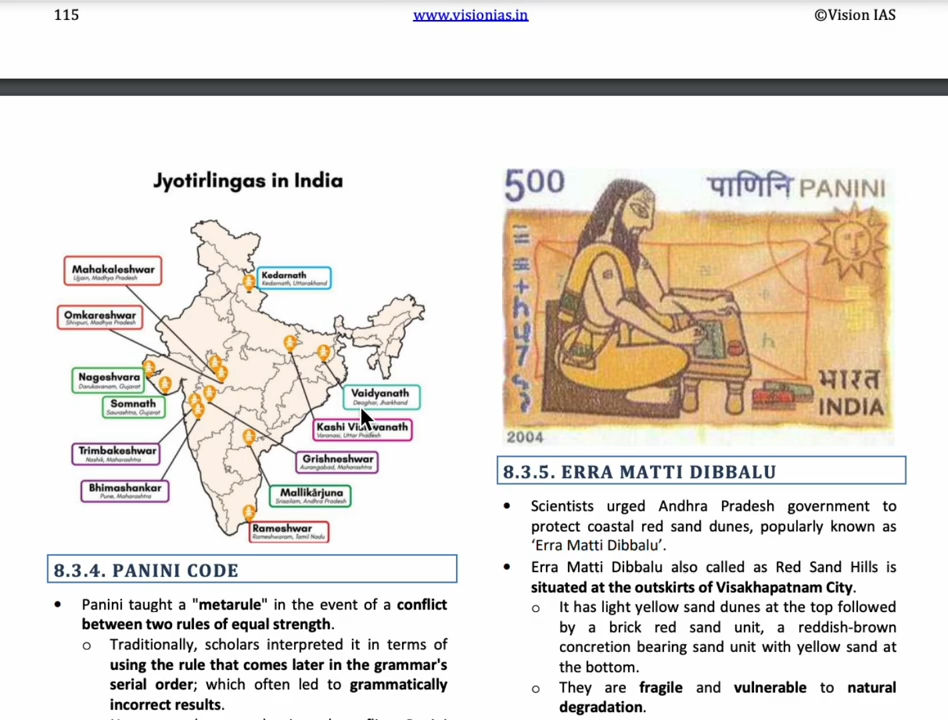 115
www.visionias.in
©Vision IAS
Jyotirlingas in India
Mahakaleshwar
Ujjain, Madhya Pradesh
Kedarnath
Kedarnath, Uttarakhand
Omkareshwar
Shivpuri, Madhya Pradesh
Nageshvara
Darukavanam, Gujarat
Somnath
Saurashtra, Gujarat
Vaidyanath
Deoghar, Jharkhand
Kashi
Varanasi, Uttar Pradesh
Trimbakeshwar
Nashik, Maharashtra
Grishneshwar
Aurangabad, Maharashtra
Bhimashankar
Pune, Maharashtra
Mallikārjuna
Srisailam, Andhra Pradesh
Rameshwar
Rameshwaram, Tamil Nadu
8.3.4. PANINI CODE
• Panini taught a "metarule" in the event of a conflict
between two rules of equal strength.
o Traditionally, scholars interpreted it in terms of
using the rule that comes later in the grammar's
serial order; which often led to grammatically
incorrect results.
500
पाणिनि PANINI
भारत
INDIA
2004
8.3.5. ERRA MATTI DIBBALU
• Scientists urged Andhra Pradesh government to
protect coastal red sand dunes, popularly known as
‘Erra Matti Dibbalu’.
• Erra Matti Dibbalu also called as Red Sand Hills is
situated at the outskirts of Visakhapatnam City.
o It has light yellow sand dunes at the top followed
by a brick red sand unit, a reddish-brown
concretion bearing sand unit with yellow sand at
the bottom.
o They are fragile and vulnerable to natural
degradation.